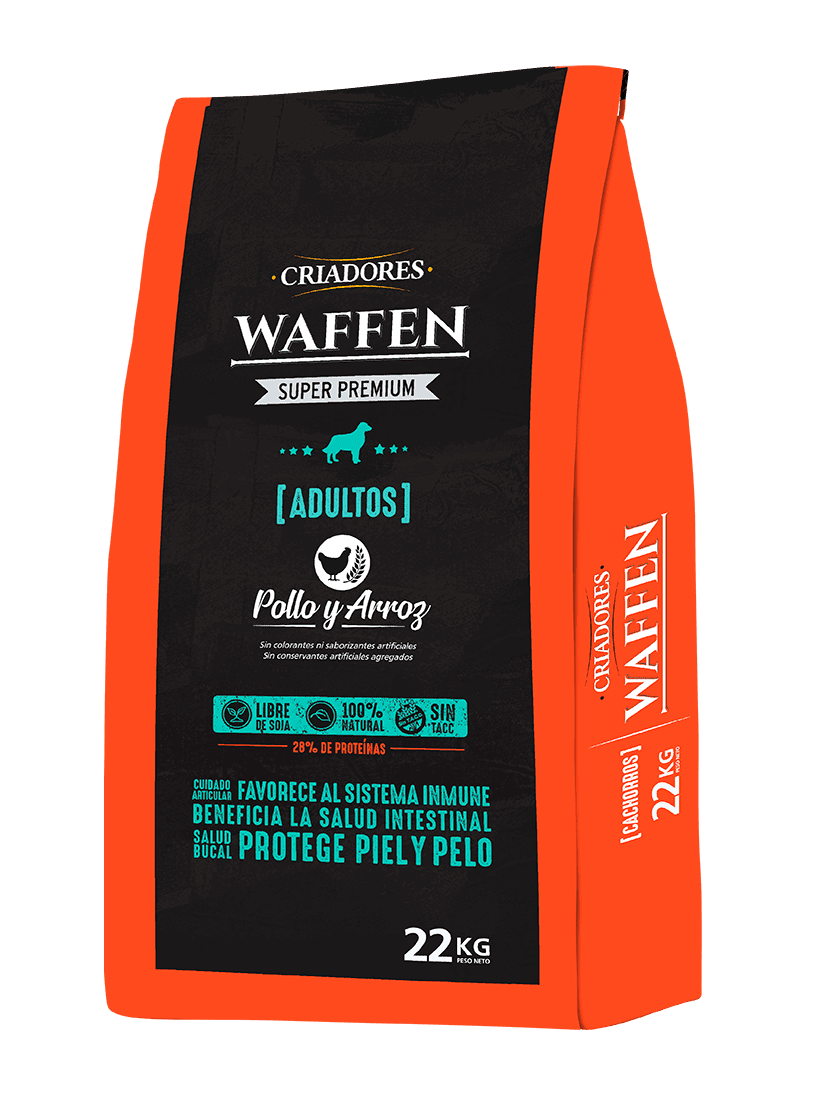 CRIADORES
WAFFEN
SUPER PREMIUM
[ADULTOS]
Pollo y Arroz
Sin colorantes ni saborizantes artificiales
Sin conservantes artificiales agregados
LIBRE DE SOJA
100% NATURAL
SIN TACC
28% DE PROTEÍNAS
CUIDADO ARTICULAR FAVORECE AL SISTEMA INMUNE
BENEFICIA LA SALUD INTESTINAL
SALUD BUCAL PROTEGE PIEL Y PELO
22 KG
PESO NETO
CRIADORES
WAFFEN
[CACHORROS]
22 KG
PESO NETO